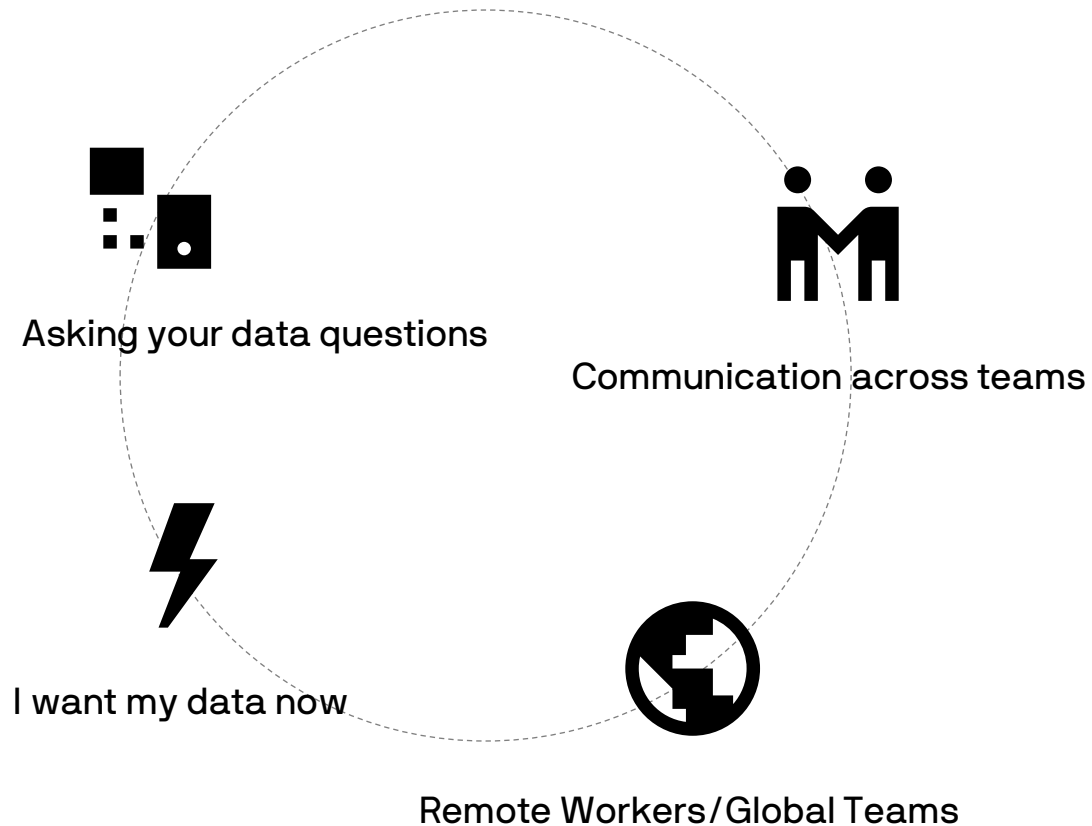 Asking your data questions
Communication across teams
I want my data now
Remote Workers/Global Teams